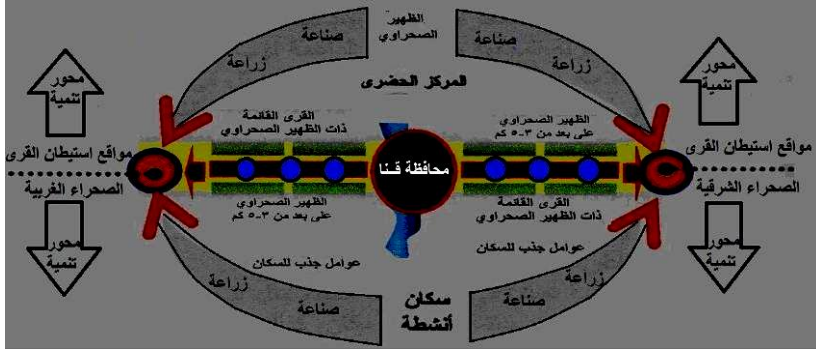 الظهير
الصحراوي
صناعة
صناعة
زراعة
زراعة
محور
تنمية
محور
تنمية
المركز الحضرى
القرى القائمة
ذات الظهير الصحراوي
الظهير الصحراوي
على بعد من ٣-٥ كم
مواقع استيطان القرى
مواقع استيطان القرى
محافظة قنا
الصحراء الشرقية
الصحراء الغربية
القرى القائمة
ذات الظهير الصحراوي
الظهير الصحراوي
على بعد من ٣-٥ كم
محور
تنمية
محور
تنمية
عوامل جذب للسكان
عوامل جذب للسكان
زراعة
زراعة
صناعة
صناعة
سكان
أنشطة